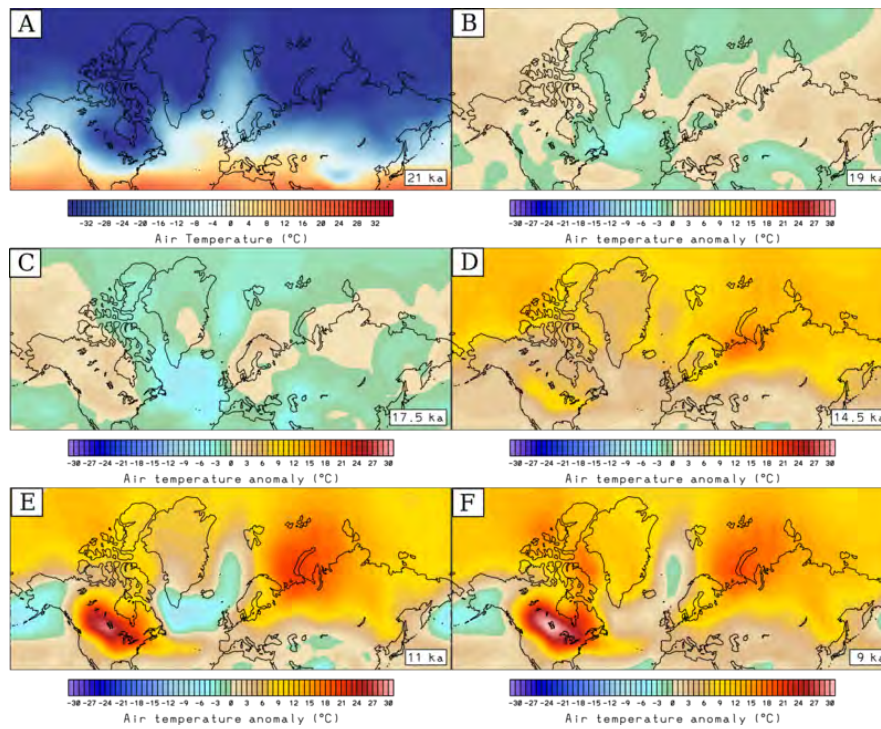 A
B
21 ka
19 ka
-32 -28 -24 -20 -16 -12 -8 -4 0 4 8 12 16 20 24 28 32
Air Temperature (°C)
-30 -27 -24 -21 -18 -15 -12 -9 -6 -3 0 3 6 9 12 15 18 21 24 27 30
Air temperature anomaly (°C)
C
D
17.5 ka
14.5 ka
-30 -27 -24 -21 -18 -15 -12 -9 -6 -3 0 3 6 9 12 15 18 21 24 27 30
Air temperature anomaly (°C)
-30 -27 -24 -21 -18 -15 -12 -9 -6 -3 0 3 6 9 12 15 18 21 24 27 30
Air temperature anomaly (°C)
E
F
11 ka
9 ka
-30 -27 -24 -21 -18 -15 -12 -9 -6 -3 0 3 6 9 12 15 18 21 24 27 30
Air temperature anomaly (°C)
-30 -27 -24 -21 -18 -15 -12 -9 -6 -3 0 3 6 9 12 15 18 21 24 27 30
Air temperature anomaly (°C)